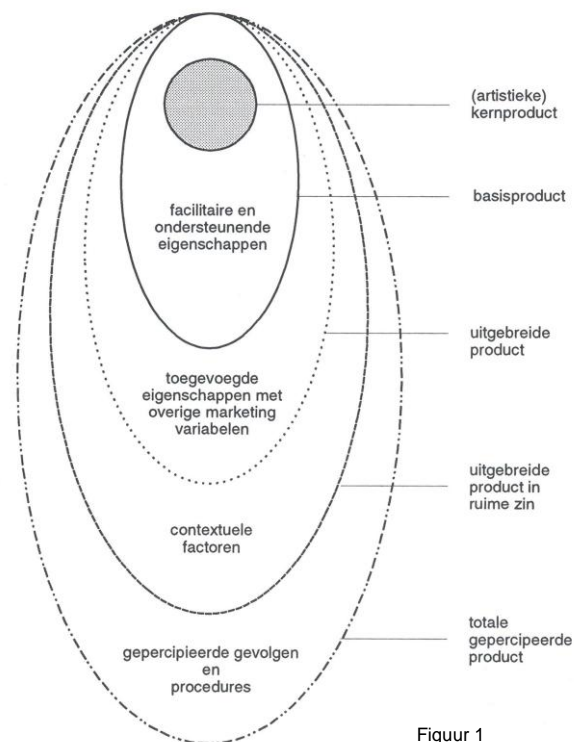 (artistieke)
kernproduct
basisproduct
facilitaire en
ondersteunende
eigenschappen
uitgebreide
product
toegevoegde
eigenschappen met
overige marketing
variabelen
uitgebreide
product in
ruime zin
contextuele
factoren
totale
gepercipeerde
product
gepercipieerde gevolgen
en
procedures
Figuur 1